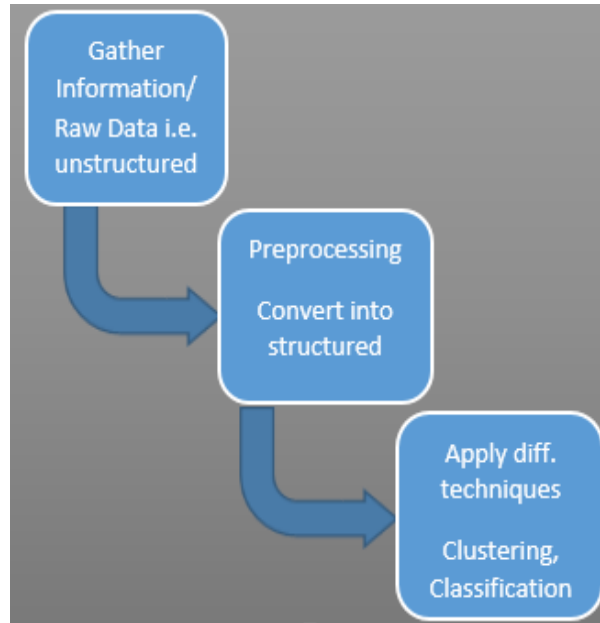 Gather
Information/
Raw Data i.e.
unstructured
Preprocessing
Convert into
structured
Apply diff.
techniques
Clustering,
Classification